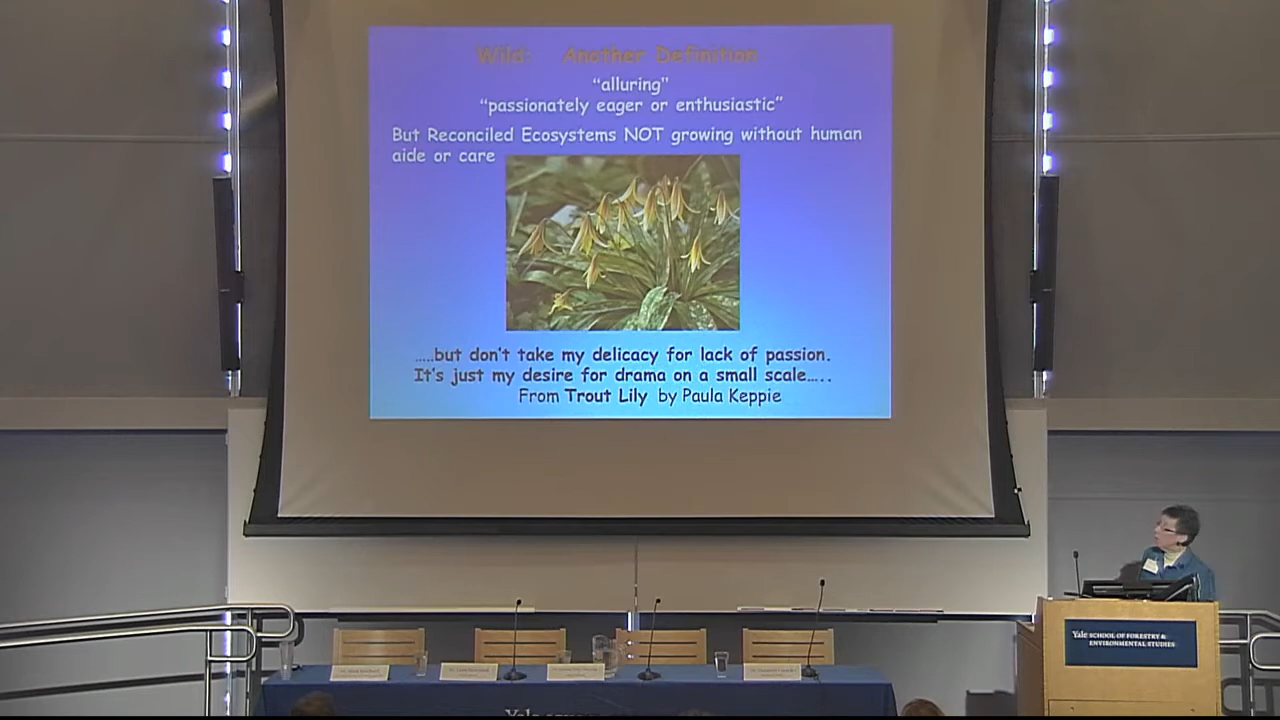 Wild: Another Definition
“alluring”
“passionately eager or enthusiastic”
But Reconciled Ecosystems NOT growing without human
aide or care
.....but don't take my delicacy for lack of passion.
It's just my desire for drama on a small scale.....
From Trout Lily by Paula Keppie
Yale SCHOOL OF FORESTRY &
ENVIRONMENTAL STUDIES
Yale